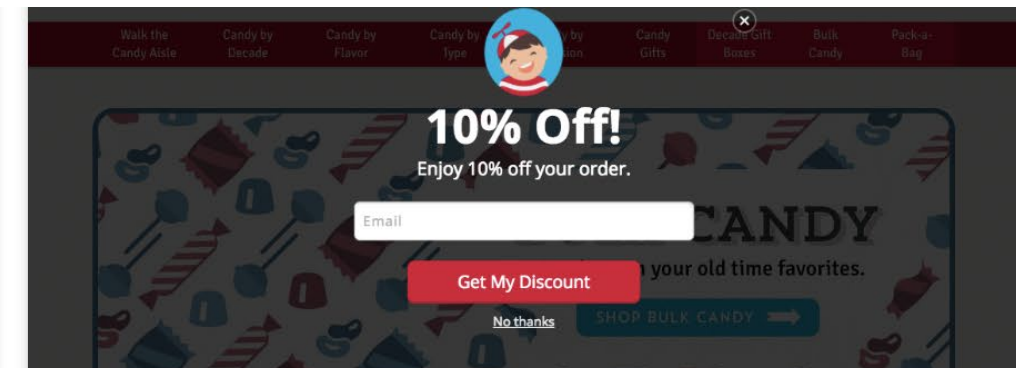 Walk the
Candy Aisle
Candy by
Decade
Candy by
Flavor
Candy by
Type
y by
sion
Candy
Gifts
Decade Gift
Boxes
Bulk
Candy
Pack-a-
Bag
10% Off!
Enjoy 10% off your order.
Email
CANDY
your old time favorites.
Get My Discount
No thanks
SHOP BULK CANDY